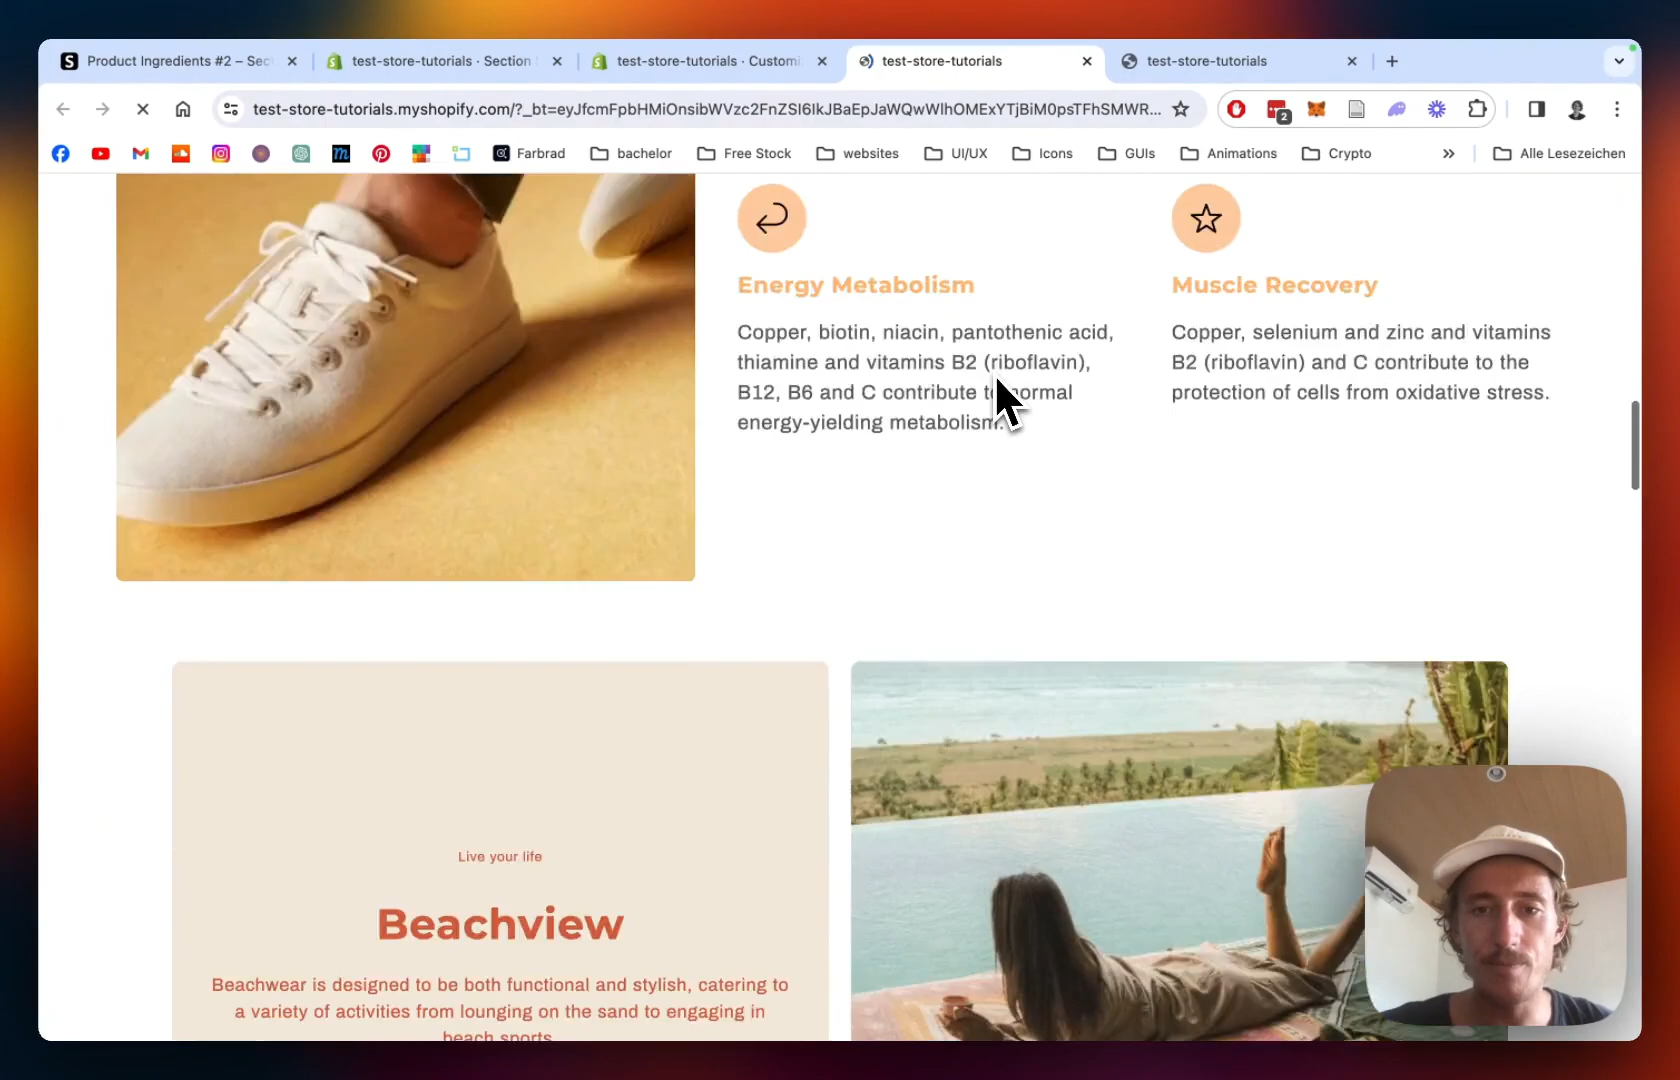 Product Ingredients #2 – Sec
test-store-tutorials · Section
test-store-tutorials · Customi
test-store-tutorials
test-store-tutorials
test-store-tutorials.myshopify.com/?_bt=eyJfcmFpbHMiOnsibWVzc2FnZSI6IkJBaEpJaWQwWlhOMExYTjBiM0psTFhSMWR...
2
Farbrad
bachelor
Free Stock
websites
UI/UX
Icons
GUIs
Animations
Crypto
Alle Lesezeichen
Energy Metabolism
Copper, biotin, niacin, pantothenic acid,
thiamine and vitamins B2 (riboflavin),
B12, B6 and C contribute to normal
energy-yielding metabolism.
Muscle Recovery
Copper, selenium and zinc and vitamins
B2 (riboflavin) and C contribute to the
protection of cells from oxidative stress.
Live your life
Beachview
Beachwear is designed to be both functional and stylish, catering to
a variety of activities from lounging on the sand to engaging in
beach sports.